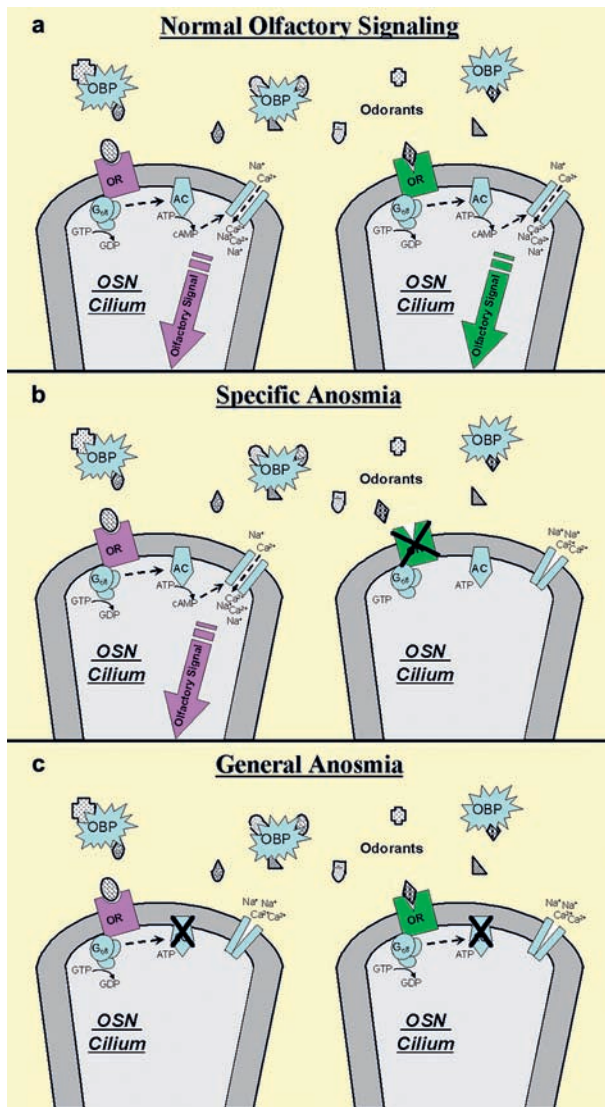 a
Normal Olfactory Signaling
OBP
OBP
OBP
Odorants
OR
Na⁺
Ca²⁺
G olf
AC
GTP
GDP
ATP
cAMP
Ca²⁺
Na⁺
Ca²⁺
Na⁺
OSN
Cilium
Olfactory Signal
OR
Na⁺
Ca²⁺
G olf
AC
GTP
GDP
ATP
cAMP
Ca²⁺
Na⁺
Ca²⁺
Na⁺
OSN
Cilium
Olfactory Signal
b
Specific Anosmia
OBP
OBP
OBP
Odorants
OR
Na⁺
Ca²⁺
G olf
AC
GTP
GDP
ATP
cAMP
Ca²⁺
Na⁺
Ca²⁺
Na⁺
OSN
Cilium
Olfactory Signal
Na⁺ Na⁺
Ca²⁺
Ca²⁺
G olf
AC
GTP
ATP
OSN
Cilium
c
General Anosmia
OBP
OBP
OBP
Odorants
OR
Na⁺ Na⁺
Ca²⁺ Ca²⁺
G olf
GTP
GDP
ATP
OSN
Cilium
OR
Na⁺ Na⁺
Ca²⁺ Ca²⁺
G olf
GTP
GDP
ATP
OSN
Cilium